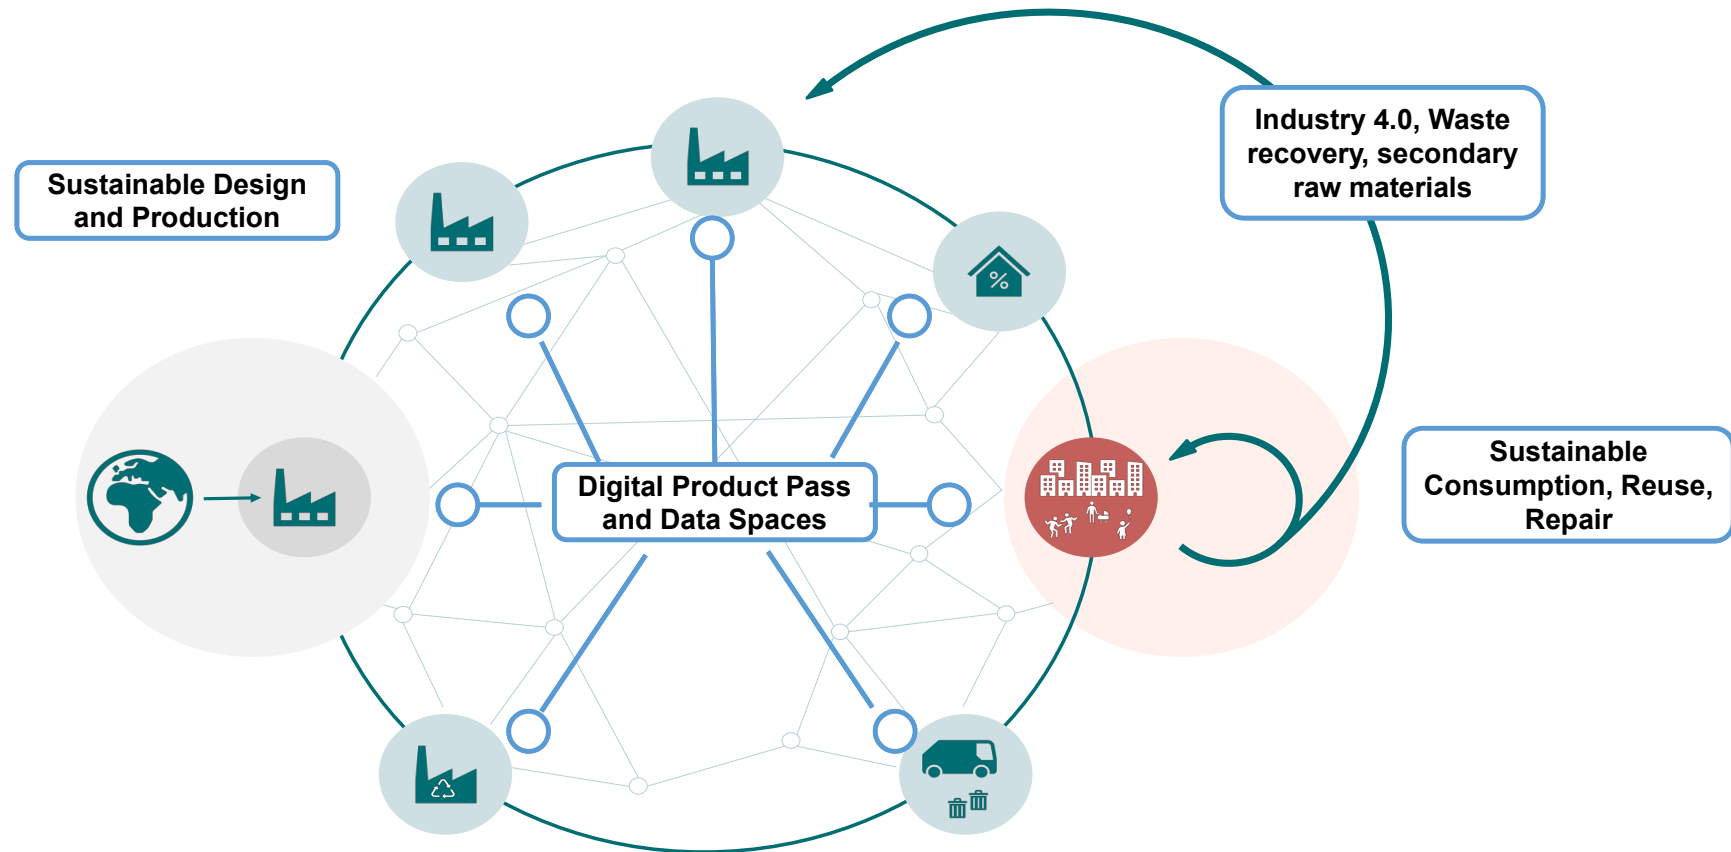 Industry 4.0, Waste
recovery, secondary
raw materials
Sustainable Design
and Production
%
Digital Product Pass
and Data Spaces
Sustainable
Consumption, Reuse,
Repair